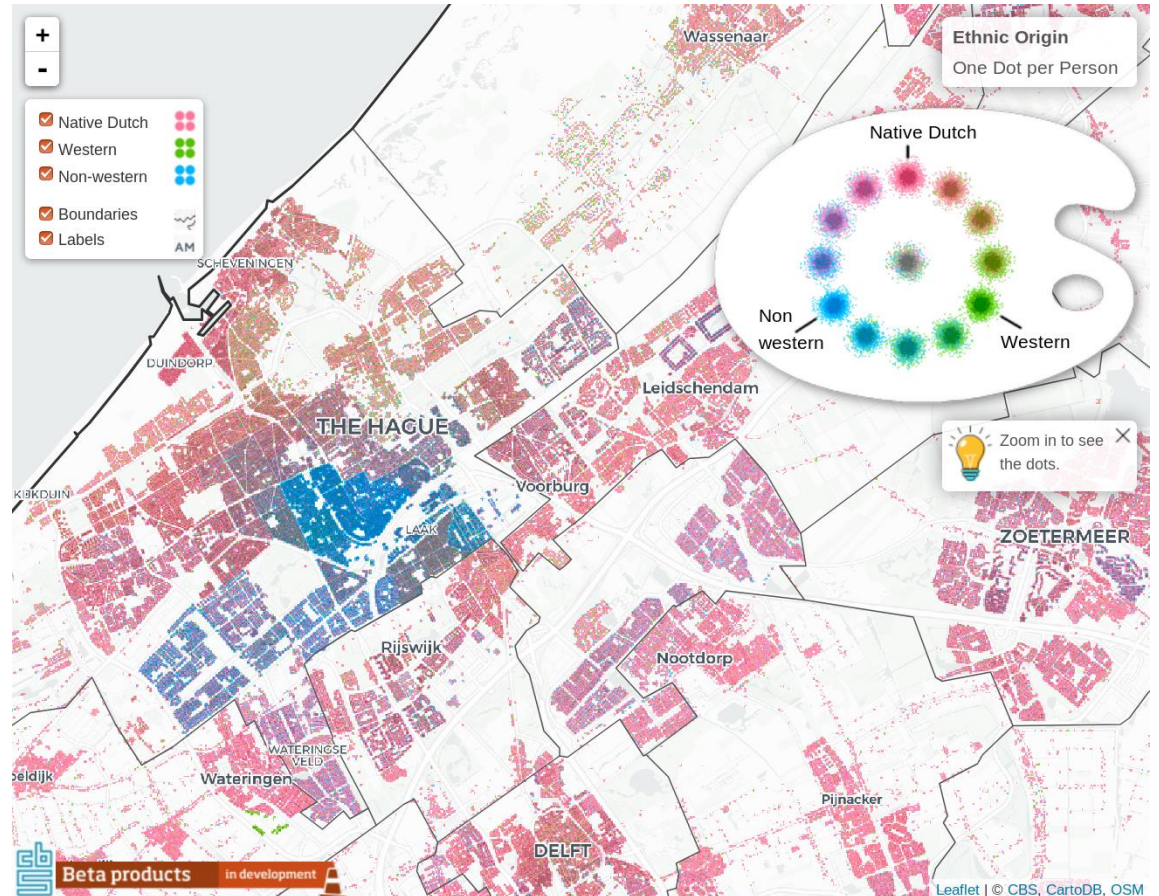 +
-
Native Dutch
Western
Non-western
Boundaries
Labels
AM
Ethnic Origin
One Dot per Person
Native Dutch
Non
western
Western
Zoom in to see
the dots.
Wassenaar
SCHEVENINGEN
DUINDORP
THE HAGUE
Leidschendam
Voorburg
KIJKDUIN
LAAK
ZOETERMEER
Rijswijk
Nootdorp
WATERINGSE
VELD
Wateringen
Pijnacker
DELFT
cbs
Beta products
in development
Leaflet | © CBS, CartoDB, OSM